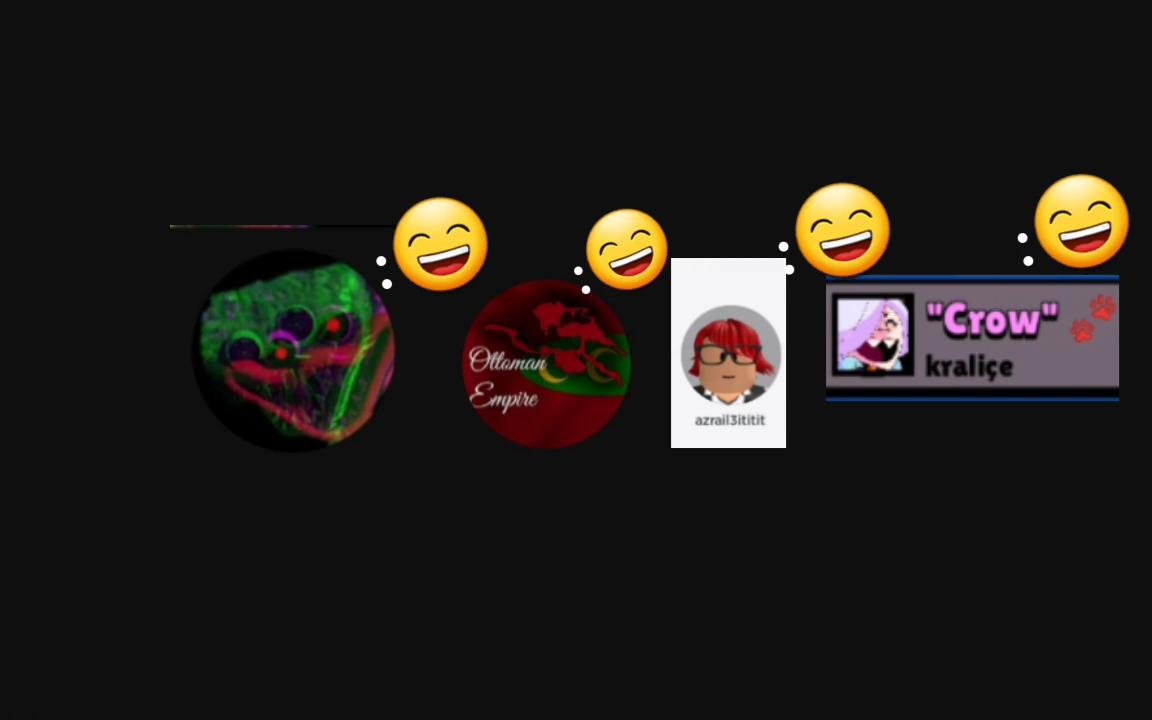 Ottoman
Empire
azrail3ititit
"Crow"
kraliçe